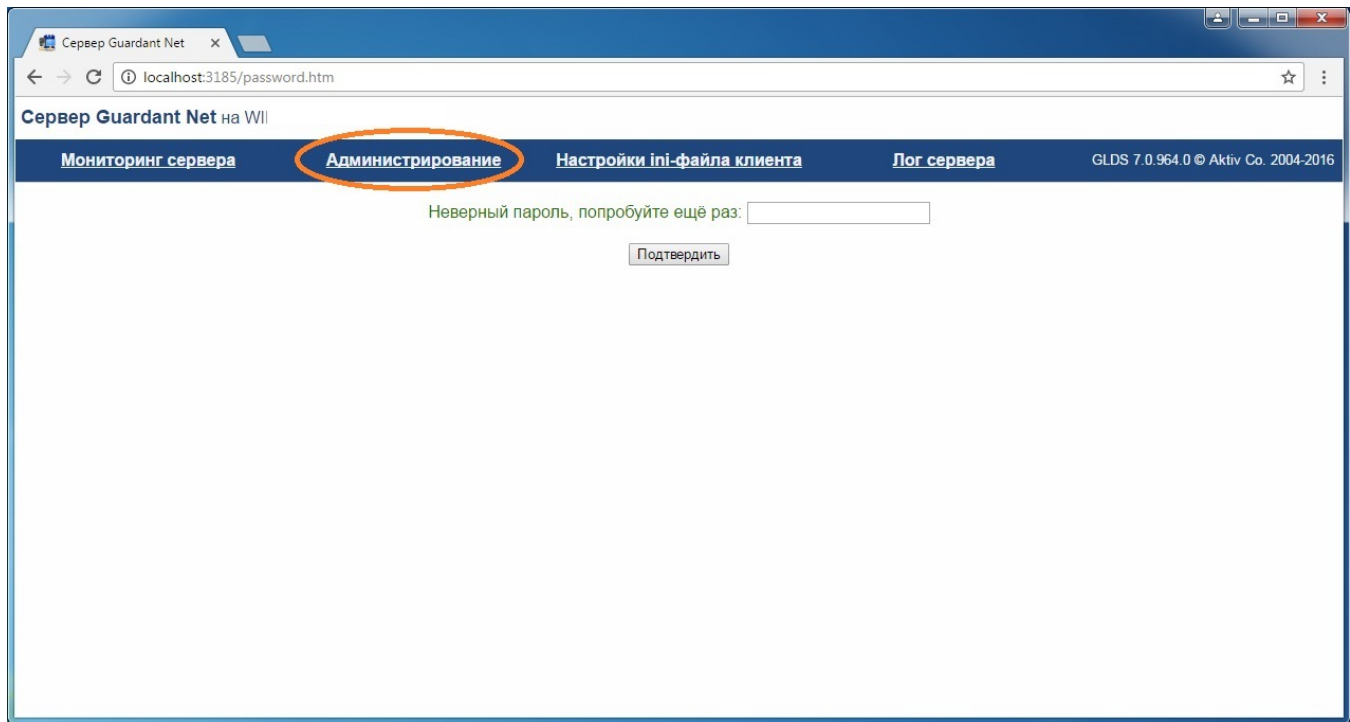 Сервер Guardant Net
localhost:3185/password.htm
Сервер Guardant Net на
Мониторинг сервера Администрирование Настройки ini-файла клиента Лог сервера GLDS 7.0.964.0 © Aktiv Co. 2004-2016
Неверный пароль, попробуйте ещё раз:
Подтвердить